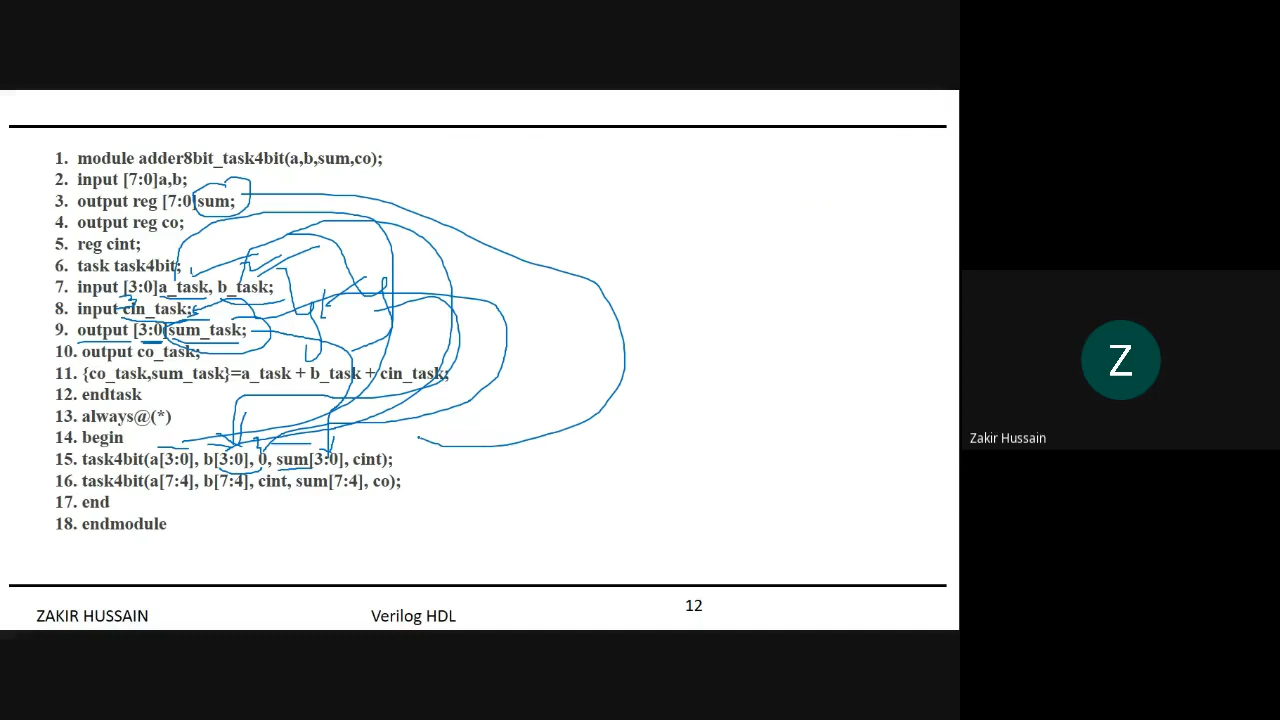 1. module adder8bit_task4bit(a,b,sum,co);
2. input [7:0]a,b;
3. output reg [7:0]sum;
4. output reg co;
5. reg cint;
6. task task4bit;
7. input [3:0]a_task, b_task;
8. input cin_task;
9. output [3:0]sum_task;
10. output co_task;
11. {co_task,sum_task}=a_task + b_task + cin_task;
12. endtask
13. always@(*)
14. begin
15. task4bit(a[3:0], b[3:0], 0, sum[3:0], cint);
16. task4bit(a[7:4], b[7:4], cint, sum[7:4], co);
17. end
18. endmodule
ZAKIR HUSSAIN Verilog HDL 12
Z
Zakir Hussain